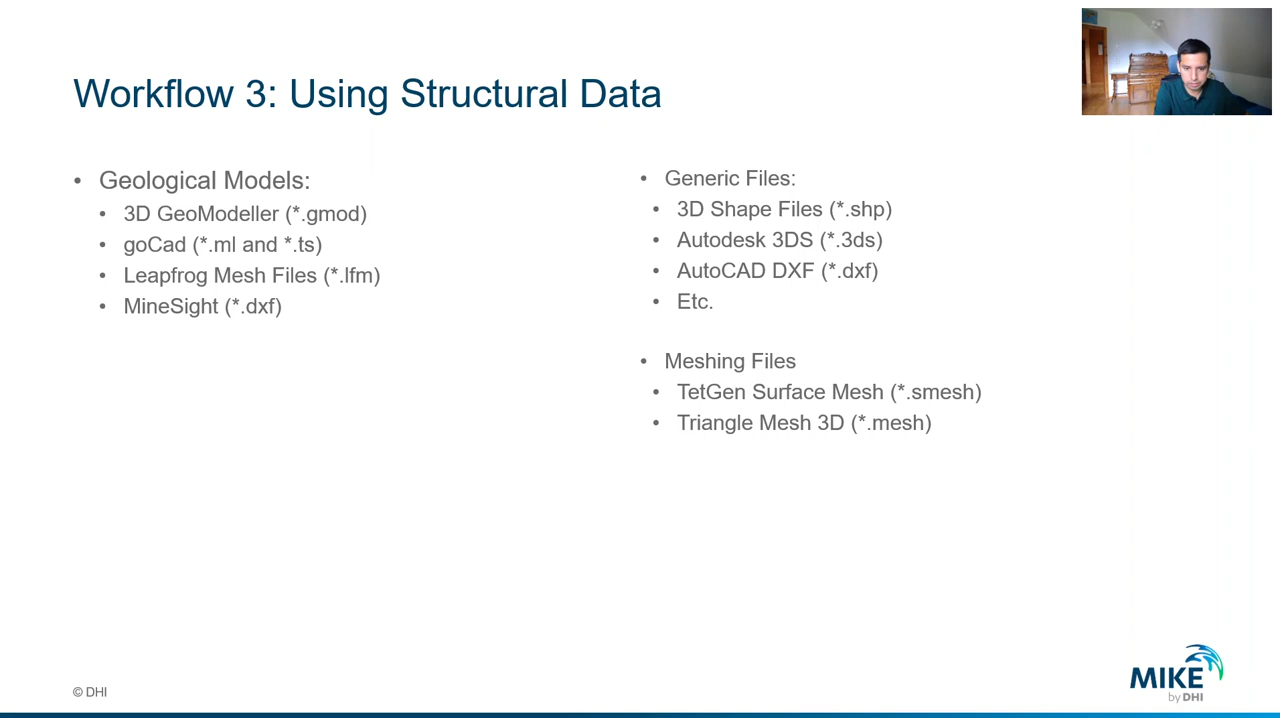 Workflow 3: Using Structural Data
• Geological Models:
• 3D GeoModeller (*.gmod)
• goCad (*.ml and *.ts)
• Leapfrog Mesh Files (*.lfm)
• MineSight (*.dxf)
• Generic Files:
• 3D Shape Files (*.shp)
• Autodesk 3DS (*.3ds)
• AutoCAD DXF (*.dxf)
• Etc.
• Meshing Files
• TetGen Surface Mesh (*.smesh)
• Triangle Mesh 3D (*.mesh)
© DHI
MIKE
by DHI